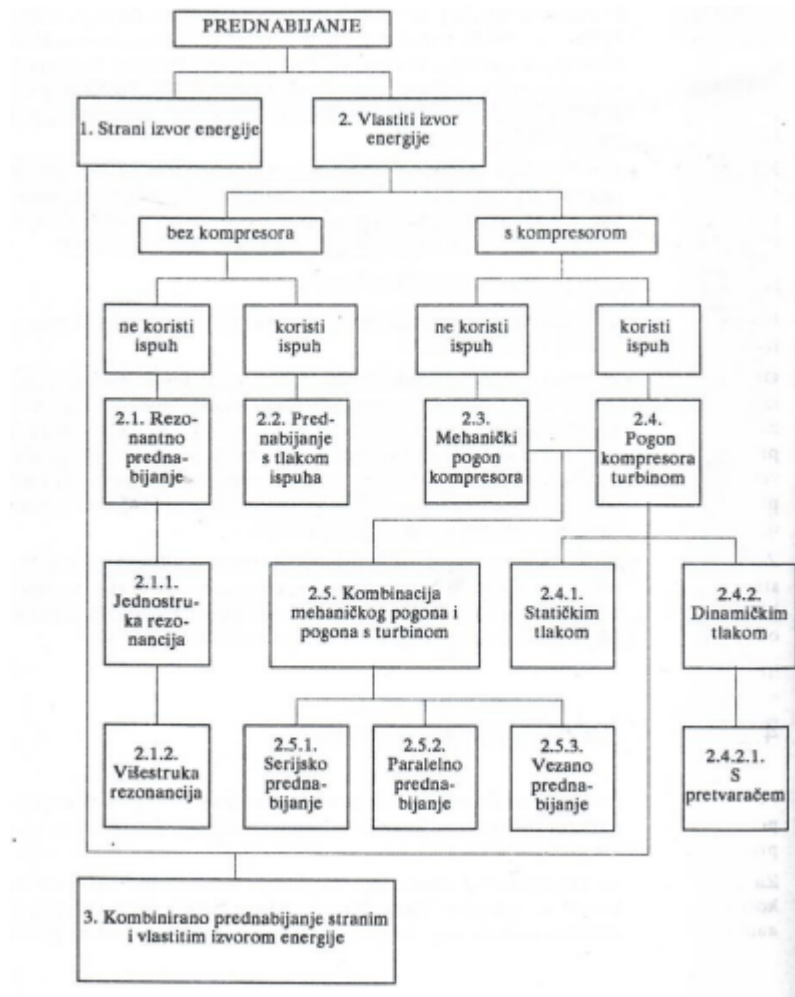 PREDNABIJANJE
1. Strani izvor energije
2. Vlastiti izvor
energije
bez kompresora
s kompresorom
ne koristi
ispuh
koristi
ispuh
ne koristi
ispuh
koristi
ispuh
2.1. Rezo-
nantno
predna-
bijanje
2.2. Pred-
nabijanje
s tlakom
ispuha
2.3.
Mehanički
pogon
kompresora
2.4.
Pogon
kompresora
turbinom
2.1.1.
Jednostru-
ka rezo-
nancija
2.5. Kombinacija
mehaničkog pogona i
pogona s turbinom
2.4.1.
Statičkim
tlakom
2.4.2.
Dinamičkim
tlakom
2.1.2.
Višestruka
rezonancija
2.5.1.
Serijsko
predna-
bijanje
2.5.2.
Paralelno
predna-
bijanje
2.5.3.
Vezano
predna-
bijanje
2.4.2.1.
S
pretvaračem
3. Kombinirano prednabijanje stranim
i vlastitim izvorom energije